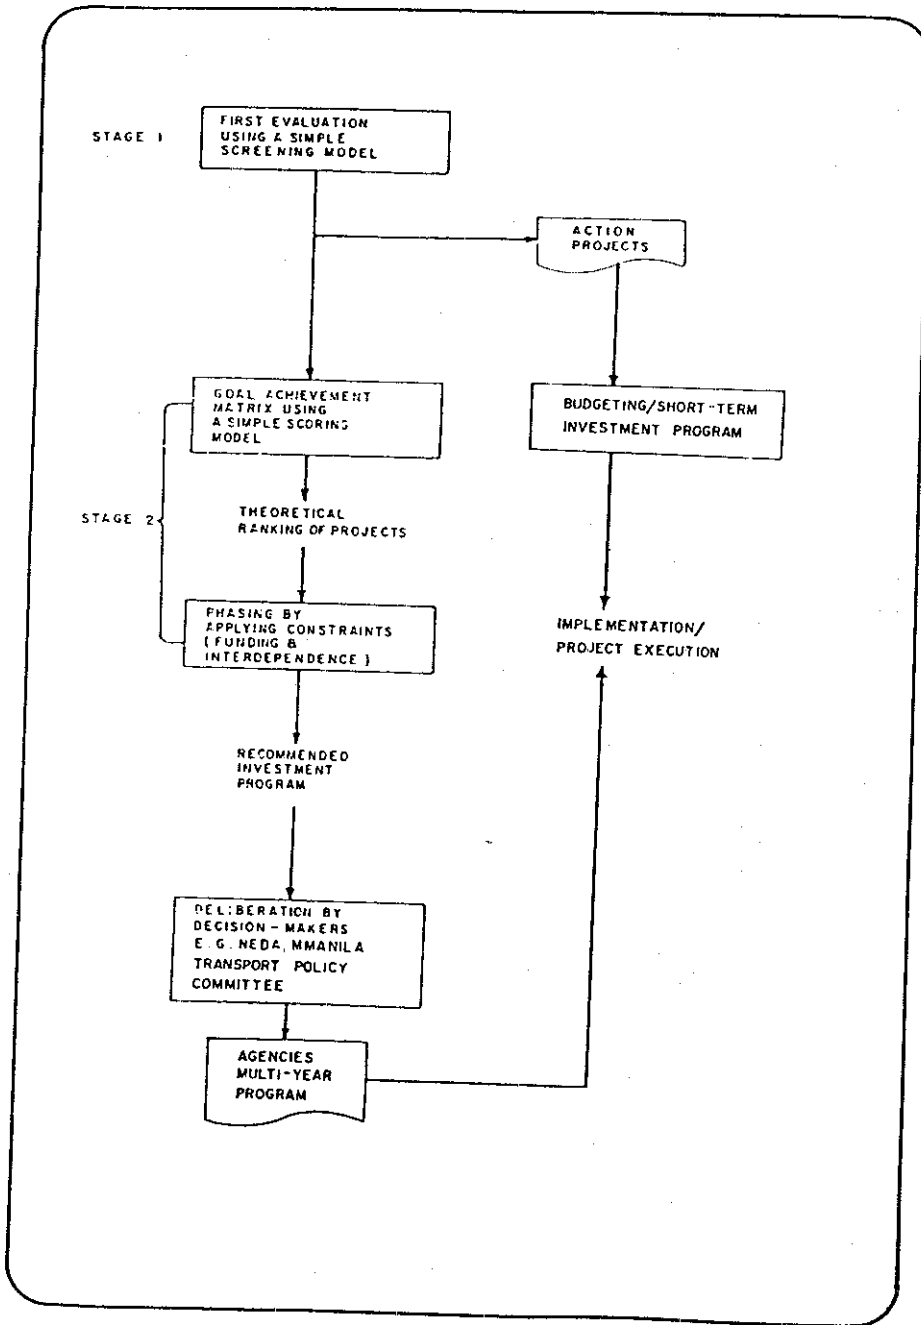 STAGE 1
FIRST EVALUATION
USING A SIMPLE
SCREENING MODEL
ACTION
PROJECTS
GOAL ACHIEVEMENT
MATRIX USING
A SIMPLE SCORING
MODEL
BUDGETING/SHORT-TERM
INVESTMENT PROGRAM
STAGE 2
THEORETICAL
RANKING OF PROJECTS
PHASING BY
APPLYING CONSTRAINTS
(FUNDING &
INTERDEPENDENCE)
IMPLEMENTATION/
PROJECT EXECUTION
RECOMMENDED
INVESTMENT
PROGRAM
DELIBERATION BY
DECISION-MAKERS
E.G. NEDA, MMANILA
TRANSPORT POLICY
COMMITTEE
AGENCIES
MULTI-YEAR
PROGRAM